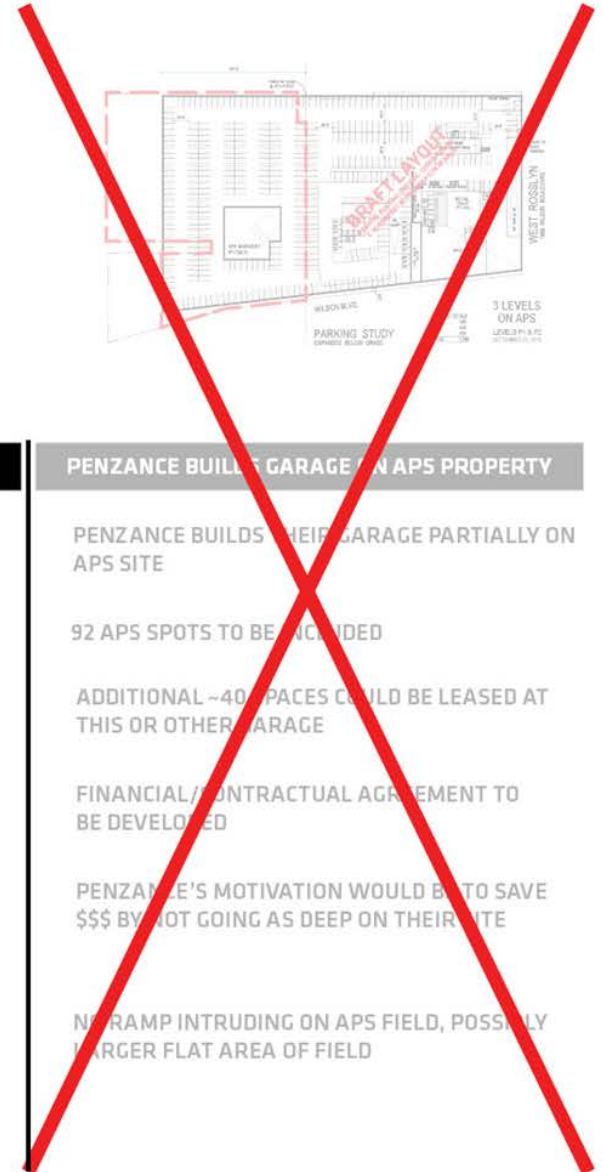 DRAFT LAYOUT
WEST ROSSLYN
WILSON BLVD.
PARKING STUDY
EXPANDED BELOW GRADE
3 LEVELS
ON APS
PENZANCE BUILDS GARAGE ON APS PROPERTY
PENZANCE BUILDS THEIR GARAGE PARTIALLY ON
APS SITE
92 APS SPOTS TO BE INCLUDED
ADDITIONAL ~40 SPACES COULD BE LEASED AT
THIS OR OTHER GARAGE
FINANCIAL/CONTRACTUAL AGREEMENT TO
BE DEVELOPED
PENZANCE'S MOTIVATION WOULD BE TO SAVE
$$$ BY NOT GOING AS DEEP ON THEIR SITE
NO RAMP INTRUDING ON APS FIELD, POSSIBLY
LARGER FLAT AREA OF FIELD